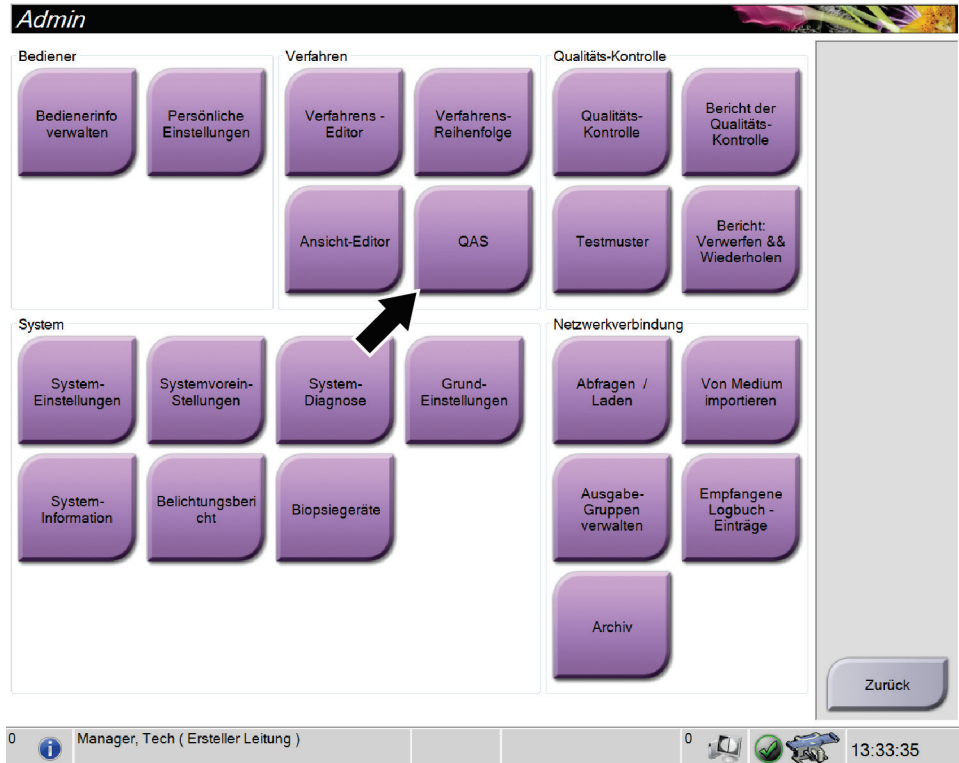 Admin
Bediener
Bedienerinfo
verwalten
Persönliche
Einstellungen
Verfahren
Verfahrens -
Editor
Verfahrens-
Reihenfolge
Ansicht-Editor
QAS
Qualitäts-Kontrolle
Qualitäts-
Kontrolle
Bericht der
Qualitäts-
Kontrolle
Testmuster
Bericht:
Verwerfen &&
Wiederholen
System
System-
Einstellungen
Systemvorein-
Stellungen
System-
Diagnose
Grund-
Einstellungen
System-
Information
Belichtungsberi
cht
Biopsiegeräte
Netzwerkverbindung
Abfragen /
Laden
Von Medium
importieren
Ausgabe-
Gruppen
verwalten
Empfangene
Logbuch -
Einträge
Archiv
Zurück
0
Manager, Tech ( Ersteller Leitung )
0
13:33:35